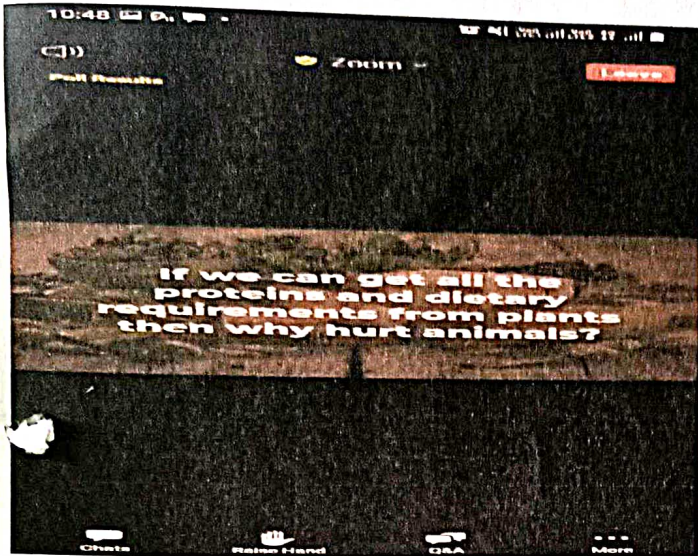 10:48
Zoom
Leave
Poll Results
If we can get all the
proteins and dietary
requirements from plants
then why hurt animals?
Chats
Raise Hand
Q&A
More